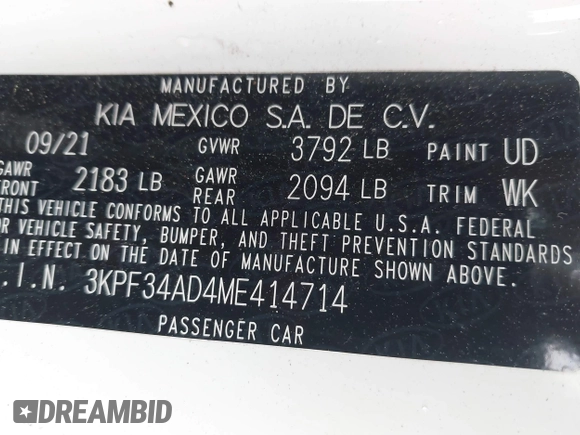 MANUFACTURED BY
KIA MEXICO S.A. DE C.V.
09/21 GVWR 3792 LB PAINT UD
GAWR FRONT 2183 LB GAWR REAR 2094 LB TRIM WK
THIS VEHICLE CONFORMS TO ALL APPLICABLE U.S.A. FEDERAL
OR VEHICLE SAFETY, BUMPER, AND THEFT PREVENTION STANDARDS
IN EFFECT ON THE DATE OF MANUFACTURE SHOWN ABOVE.
.I.N. 3KPF34AD4ME414714
PASSENGER CAR
DREAMBID